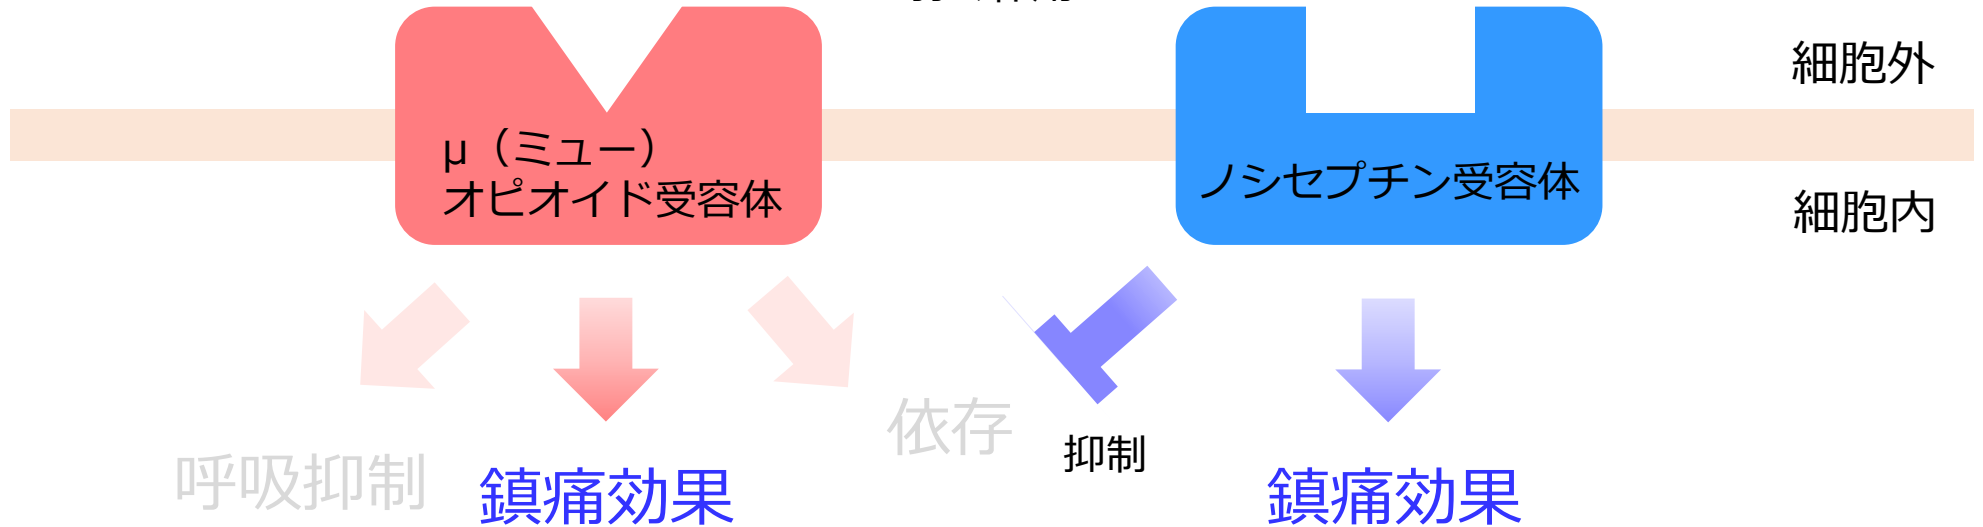 細胞外
μ（ミュー）
オピオイド受容体
ノシセプチン受容体
細胞内
依存
抑制
呼吸抑制
鎮痛効果
鎮痛効果